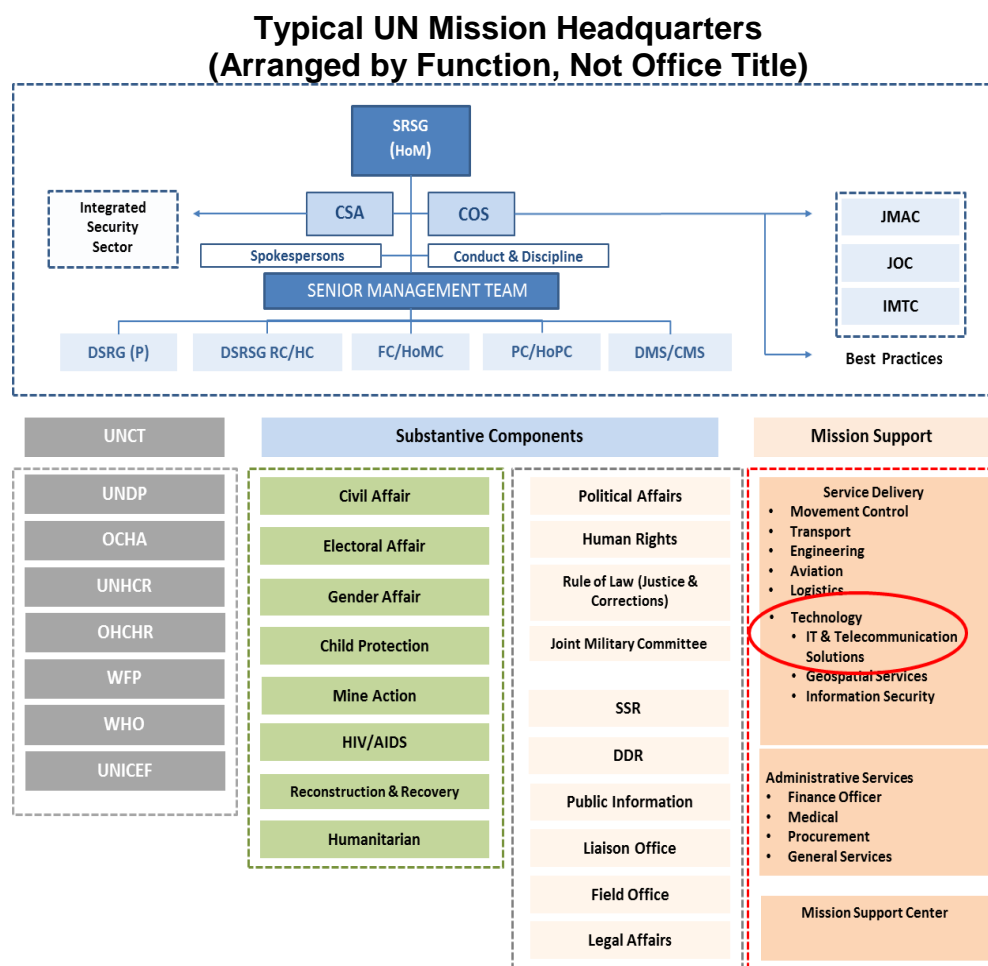 Typical UN Mission Headquarters
(Arranged by Function, Not Office Title)
SRSG
(HoM)
Integrated
Security
Sector
CSA
COS
JMAC
JOC
IMTC
Spokespersons
Conduct & Discipline
SENIOR MANAGEMENT TEAM
DSRG (P)
DSRSG RC/HC
FC/HoMC
PC/HoPC
DMS/CMS
Best Practices
UNCT
UNDP
OCHA
UNHCR
OHCHR
WFP
WHO
UNICEF
Substantive Components
Civil Affair
Electoral Affair
Gender Affair
Child Protection
Mine Action
HIV/AIDS
Reconstruction & Recovery
Humanitarian
Political Affairs
Human Rights
Rule of Law (Justice &
Corrections)
Joint Military Committee
SSR
DDR
Public Information
Liaison Office
Field Office
Legal Affairs
Mission Support
Service Delivery
• Movement Control
• Transport
• Engineering
• Aviation
• Logistics
• Technology
• IT & Telecommunication
Solutions
• Geospatial Services
• Information Security
Administrative Services
• Finance Officer
• Medical
• Procurement
• General Services
Mission Support Center